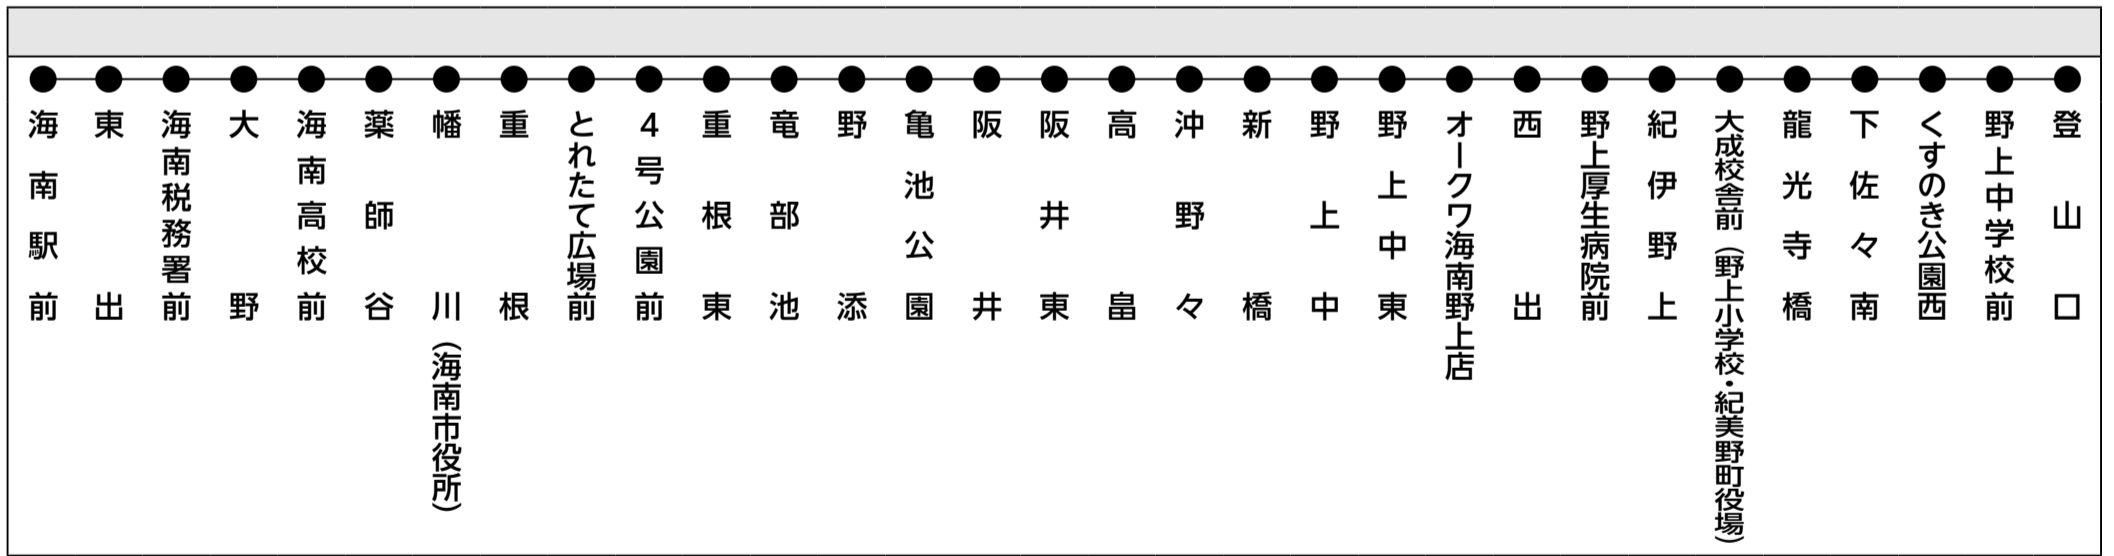 海南駅前
東出
海南税務署前
大野
海南高校前
薬師谷
幡川（海南市役所）
重根
とれたて広場前
4号公園前
重根東
竜部池
野添
亀池公園
阪井
阪井東
高畠
沖野々
新橋
野上中
野上中東
オークワ海南野上店
西出
野上厚生病院前
紀伊野上
大成校舎前（野上小学校・紀美野町役場）
龍光寺橋
下佐々南
くすのき公園西
野上中学校前
登山口